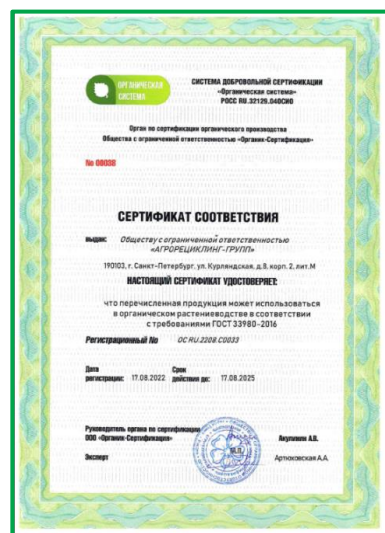 ОРГАНИЧЕСКАЯ
СИСТЕМА
СИСТЕМА ДОБРОВОЛЬНОЙ СЕРТИФИКАЦИИ
«Органическая система»
РОСС RU.32129.04ОСИ0
Орган по сертификации органического производства
Общества с ограниченной ответственностью «Органик-Сертификация»
No 00038
СЕРТИФИКАТ СООТВЕТСТВИЯ
ВЫДАН: Обществу с ограниченной ответственностью
«АГРОРЕЦИКЛИНГ-ГРУПП»
190103, г. Санкт-Петербург, ул. Курляндская, д.8, корп. 2, лит.М
НАСТОЯЩИЙ СЕРТИФИКАТ УДОСТОВЕРЯЕТ:
что перечисленная продукция может использоваться
в органическом растениеводстве в соответствии
с требованиями ГОСТ 33980-2016
Регистрационный No OC RU.2208.C0033
Дата регистрации: 17.08.2022 Срок действия до: 17.08.2025
Руководитель органа по сертификации
ООО «Органик-Сертификация» Акулинин А.В.
М.П.
Эксперт Артюховская А.А.